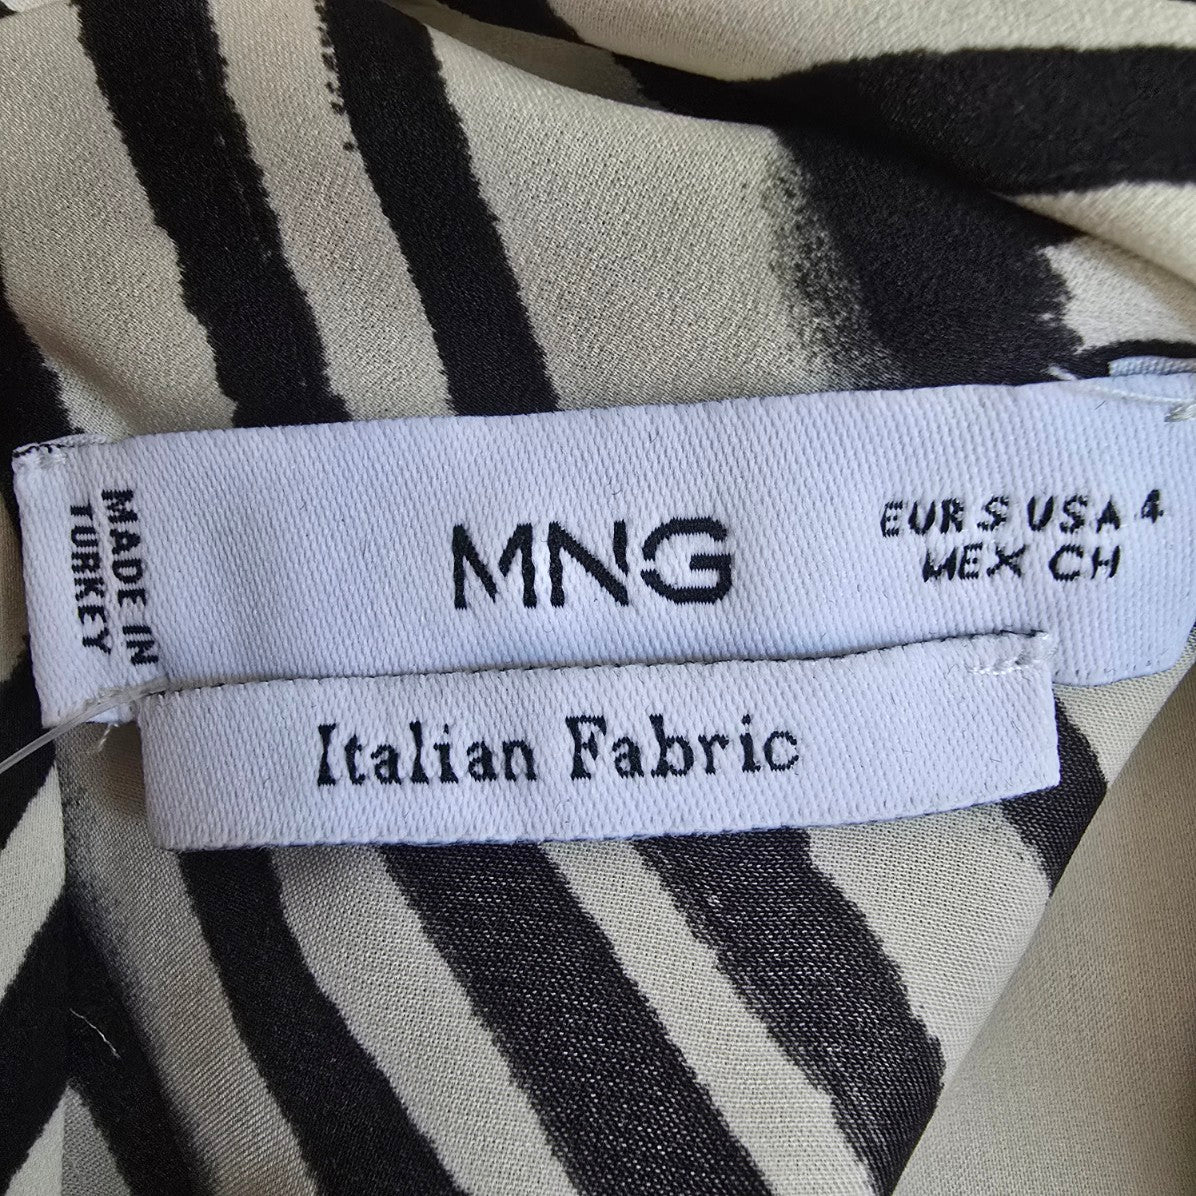 MADE IN
TURKEY
MNG
EUR S USA 4
MEX CH
Italian Fabric